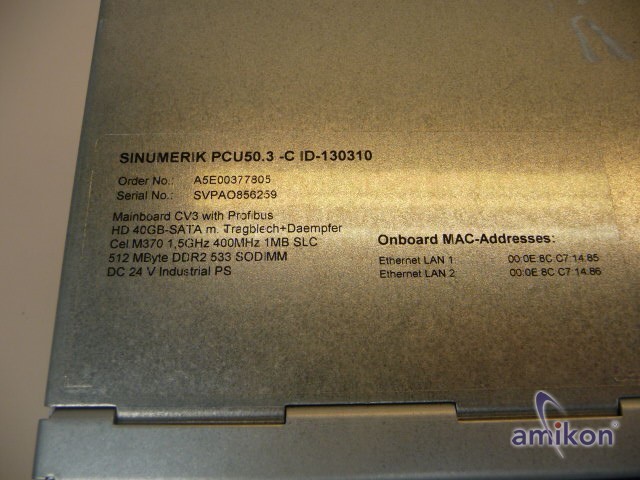 SINUMERIK PCU50.3 -C ID-130310
Order No.: A5E00377805
Serial No.: SVPAO856259
Mainboard CV3 with Profibus
HD 40GB-SATA m. Tragblech+Daempfer
Cel.M370 1,5GHz 400MHz 1MB SLC
512 MByte DDR2 533 SODIMM
DC 24 V Industrial PS
Onboard MAC-Addresses:
Ethernet LAN 1 00:0E:8C:C7:14:85
Ethernet LAN 2 00:0E:8C:C7:14:86
amikon